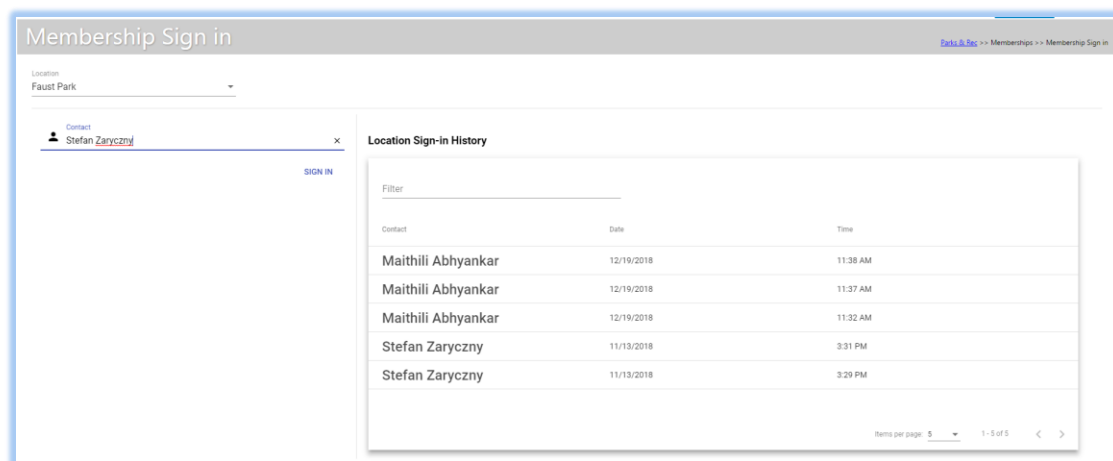 Membership Sign in
Parks & Rec >> Memberships >> Membership Sign in
Location
Faust Park
Contact
Stefan Zaryczny ×
SIGN IN
Location Sign-in History
Filter
Contact Date Time
Maithili Abhyankar 12/19/2018 11:38 AM
Maithili Abhyankar 12/19/2018 11:37 AM
Maithili Abhyankar 12/19/2018 11:32 AM
Stefan Zaryczny 11/13/2018 3:31 PM
Stefan Zaryczny 11/13/2018 3:29 PM
Items per page: 5 1 - 5 of 5 < >